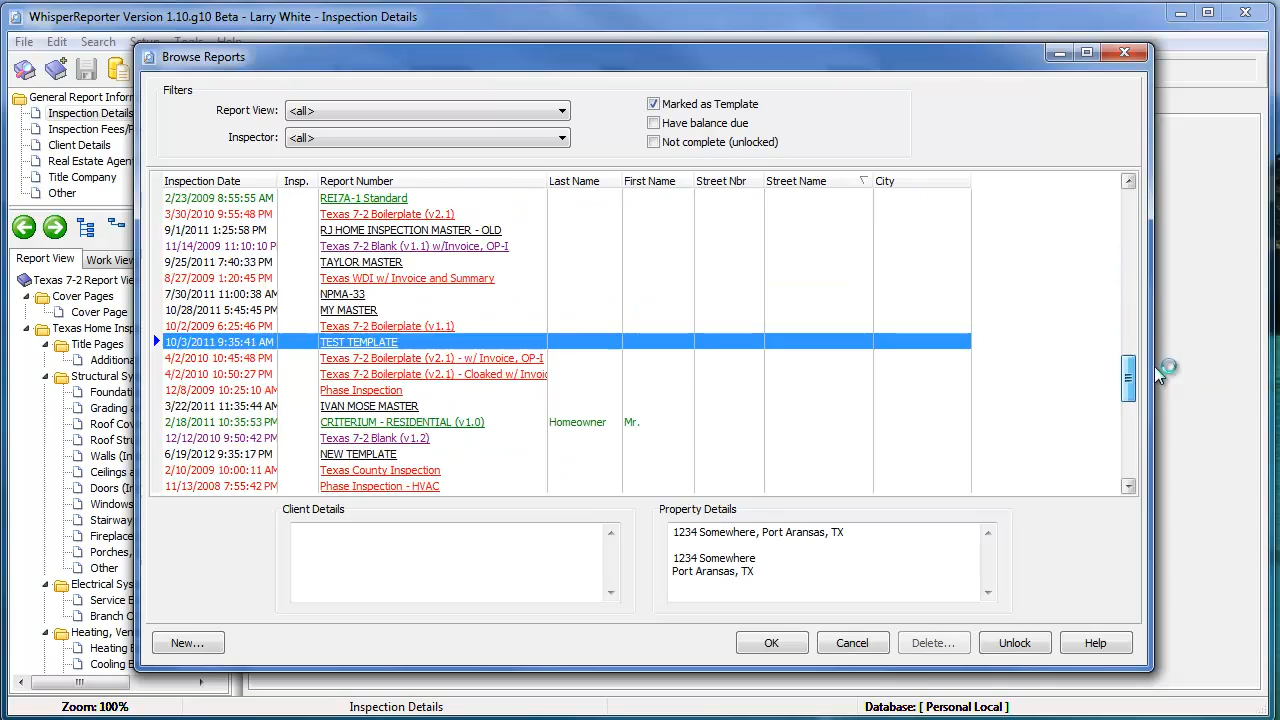 WhisperReporter Version 1.10.g10 Beta - Larry White - Inspection Details
File Edit Search
Browse Reports
General Report Inform
Inspection Details
Inspection Fees/P
Client Details
Real Estate Agen
Title Company
Other
Report View Work View
Texas 7-2 Report Vie
Cover Pages
Cover Page
Texas Home Insp
Title Pages
Additiona
Structural Sy
Foundati
Grading a
Roof Cov
Roof Stru
Walls (In
Ceilings a
Doors (In
Windows
Stairway
Fireplace
Porches,
Other
Electrical Sys
Service E
Branch C
Heating, Ven
Heating E
Cooling E
Filters
Report View: <all>
Inspector: <all>
Marked as Template
Have balance due
Not complete (unlocked)
Inspection Date Insp. Report Number Last Name First Name Street Nbr Street Name City
2/23/2009 8:55:55 AM REI7A-1 Standard
3/30/2010 9:55:48 PM Texas 7-2 Boilerplate (v2.1)
9/1/2011 1:25:58 PM RJ HOME INSPECTION MASTER - OLD
11/14/2009 11:10:10 P Texas 7-2 Blank (v1.1) w/Invoice, OP-I
9/25/2011 7:40:33 PM TAYLOR MASTER
8/27/2009 1:20:45 PM Texas WDI w/ Invoice and Summary
7/30/2011 11:00:38 AM NPMA-33
10/28/2011 5:45:45 PM MY MASTER
10/2/2009 6:25:46 PM Texas 7-2 Boilerplate (v1.1)
10/3/2011 9:35:41 AM TEST TEMPLATE
4/2/2010 10:45:48 PM Texas 7-2 Boilerplate (v2.1) - w/ Invoice, OP-I
4/2/2010 10:45:53 PM Texas 7-2 Boilerplate (v2.1) - Cloaked w/ Invoic
12/8/2009 10:25:10 AM Phase Inspection
3/22/2011 11:35:44 AM IVAN MOSE MASTER
2/18/2011 10:35:53 PM CRITERIUM - RESIDENTIAL (v1.0) Homeowner Mr.
12/12/2010 9:50:42 PM Texas 7-2 Blank (v1.2)
6/19/2012 9:35:17 PM NEW TEMPLATE
2/10/2009 10:00:11 AM Texas County Inspection
11/13/2008 7:55:42 PM Phase Inspection - HVAC
Client Details
Property Details
1234 Somewhere, Port Aransas, TX
1234 Somewhere
Port Aransas, TX
New... OK Cancel Delete... Unlock Help
Zoom: 100% Inspection Details Database: [ Personal Local ]